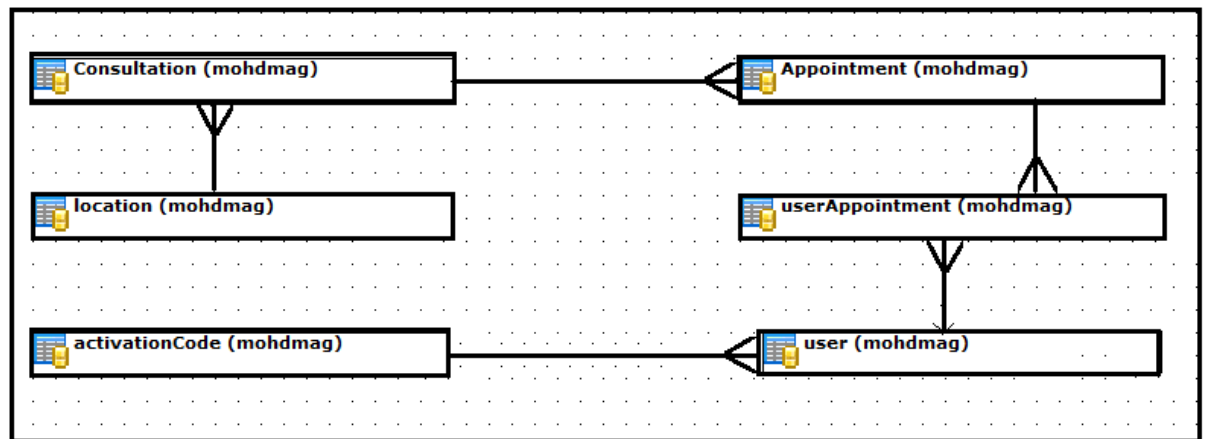 Consultation (mohdmag)
Appointment (mohdmag)
location (mohdmag)
userAppointment (mohdmag)
activationCode (mohdmag)
user (mohdmag)